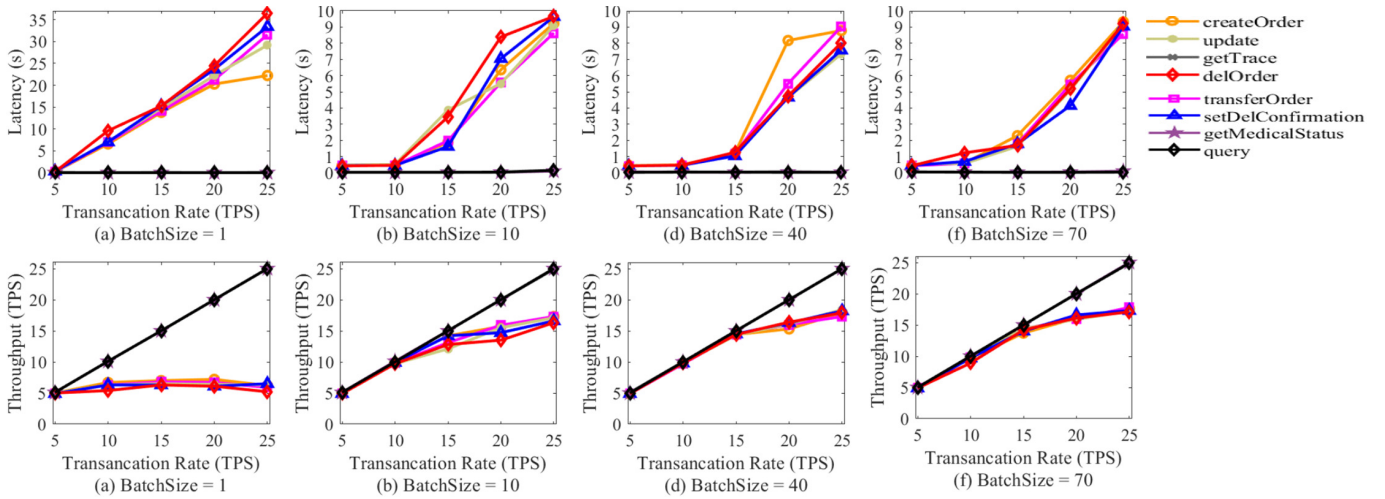 Latency (s)
35
30
25
20
15
10
5
0
5 10 15 20 25
Transancation Rate (TPS)
(a) BatchSize = 1
Latency (s)
10
9
8
7
6
5
4
3
2
1
0
5 10 15 20 25
Transancation Rate (TPS)
(b) BatchSize = 10
Latency (s)
10
9
8
7
6
5
4
3
2
1
0
5 10 15 20 25
Transancation Rate (TPS)
(d) BatchSize = 40
Latency (s)
10
9
8
7
6
5
4
3
2
1
0
5 10 15 20 25
Transancation Rate (TPS)
(f) BatchSize = 70
createOrder
update
getTrace
delOrder
transferOrder
setDelConfirmation
getMedicalStatus
query
Throughput (TPS)
25
20
15
10
5
0
5 10 15 20 25
Transancation Rate (TPS)
(a) BatchSize = 1
Throughput (TPS)
25
20
15
10
5
0
5 10 15 20 25
Transancation Rate (TPS)
(b) BatchSize = 10
Throughput (TPS)
25
20
15
10
5
0
5 10 15 20 25
Transancation Rate (TPS)
(d) BatchSize = 40
Throughput (TPS)
25
20
15
10
5
0
5 10 15 20 25
Transancation Rate (TPS)
(f) BatchSize = 70